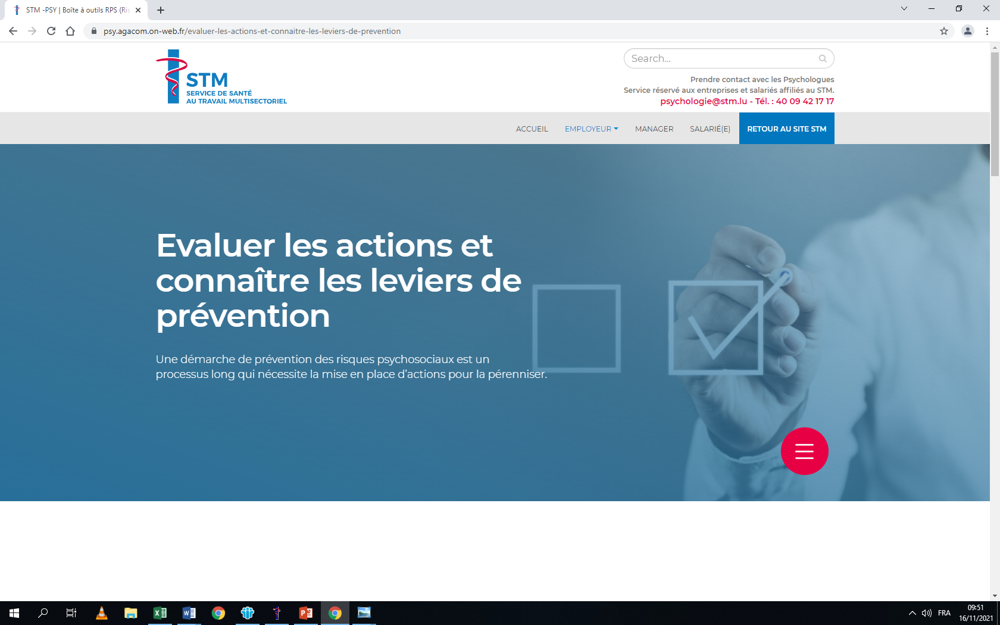 STM -PSY | Boîte à outils RPS (Ris
psy.agacom.on-web.fr/evaluer-les-actions-et-connaitre-les-leviers-de-prevention
STM
SERVICE DE SANTÉ
AU TRAVAIL MULTISECTORIEL
Search...
Prendre contact avec les Psychologues
Service réservé aux entreprises et salariés affiliés au STM.
psychologie@stm.lu - Tél. : 40 09 42 17 17
ACCUEIL EMPLOYEUR MANAGER SALARIÉ(E) RETOUR AU SITE STM
Evaluer les actions et
connaître les leviers de
prévention
Une démarche de prévention des risques psychosociaux est un
processus long qui nécessite la mise en place d’actions pour la pérenniser.
FRA
09:51
16/11/2021